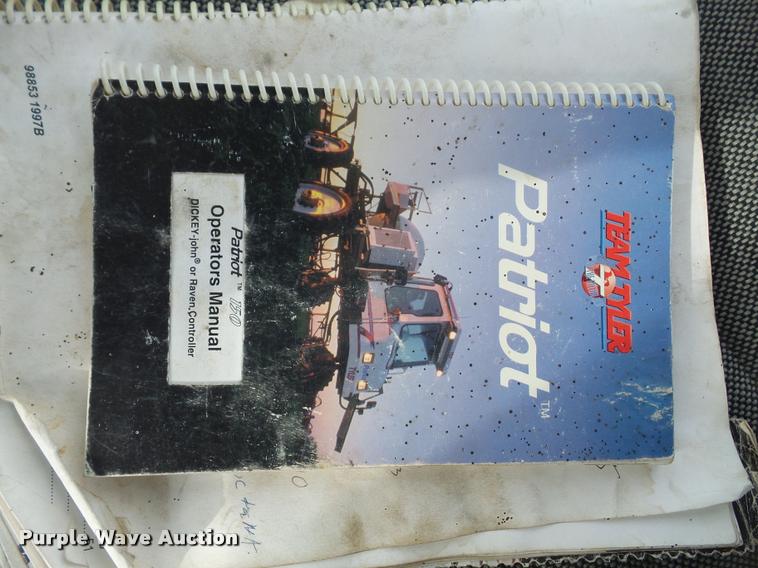 98853 1997B
TEAM TYLER
Patriot™
Patriot™ 150
Operators Manual
DICKEY-john® or Raven Controller
Purple Wave Auction